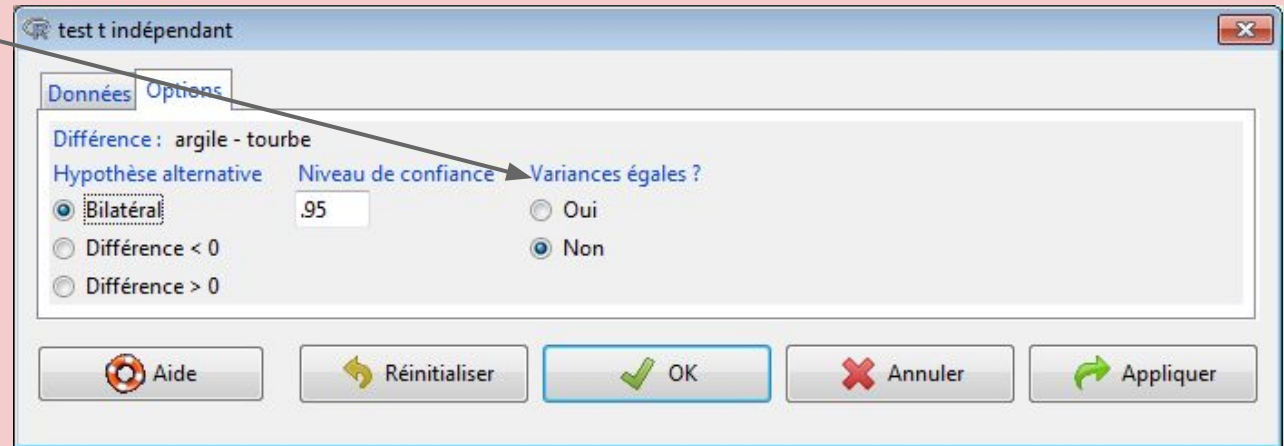 test t indépendant
Données Options
Différence : argile - tourbe
Hypothèse alternative Niveau de confiance Variances égales ?
Bilatéral .95 Oui
Différence < 0 Non
Différence > 0
Aide Réinitialiser OK Annuler Appliquer